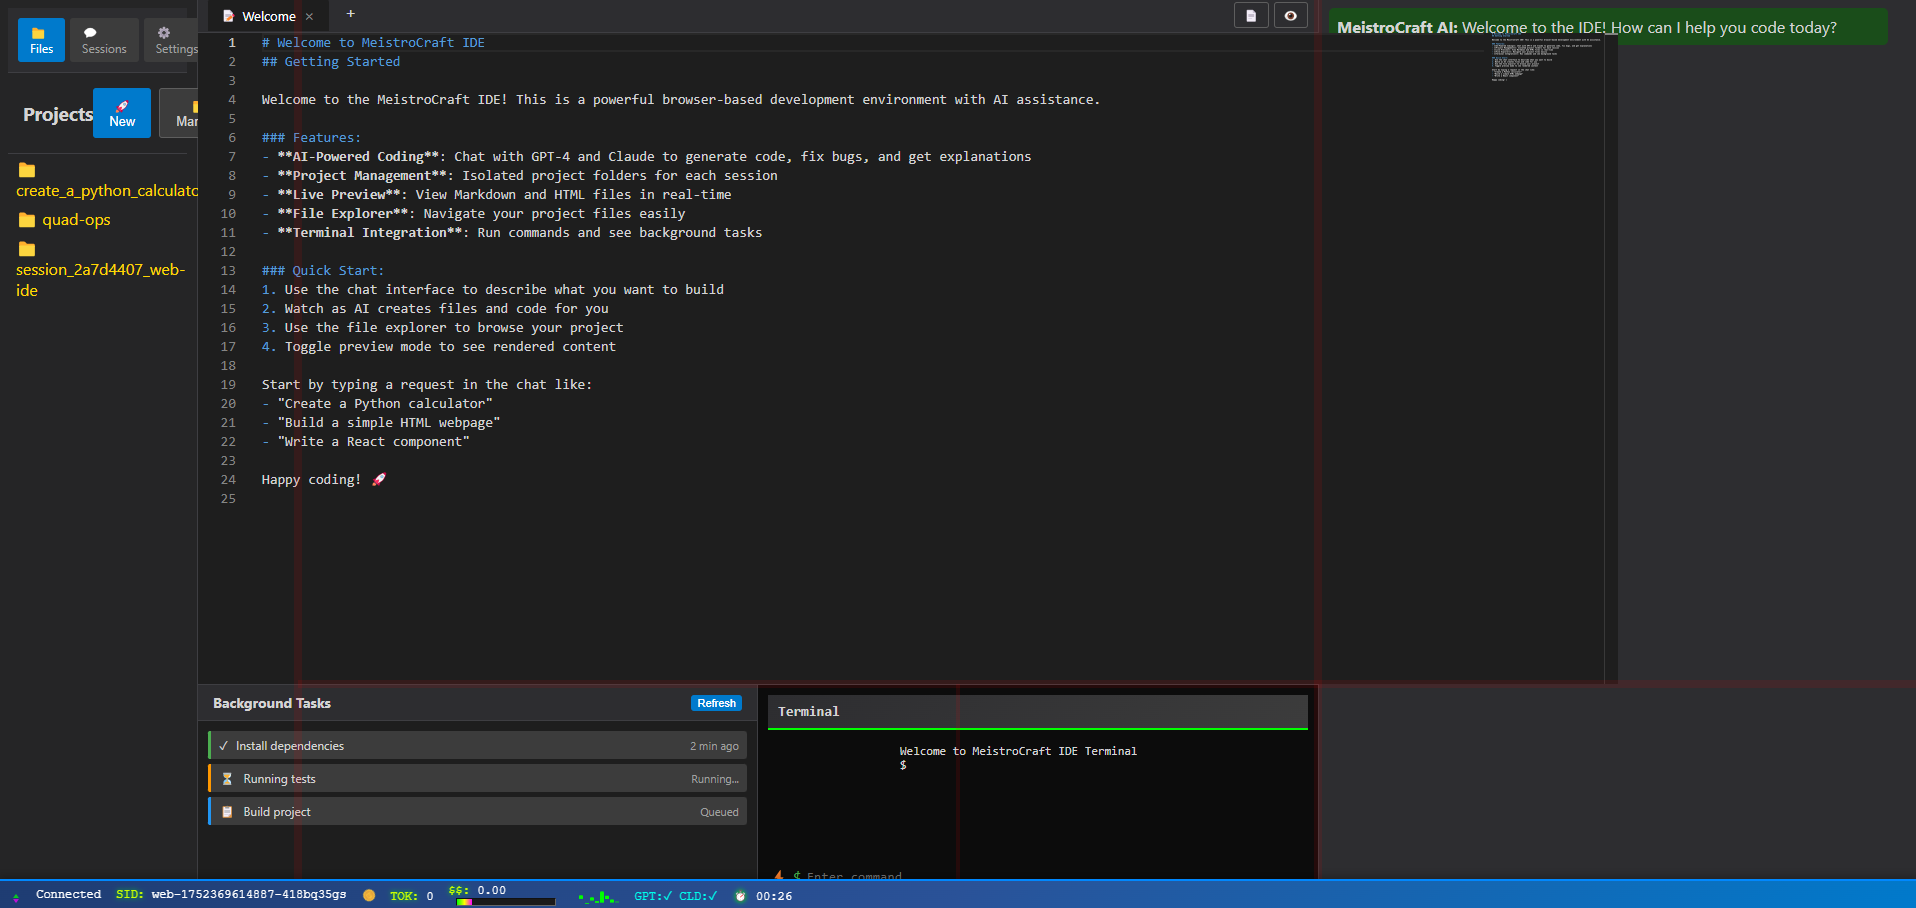 Files
Sessions
Settings
Projects
New
Mar
create_a_python_calculato
quad-ops
session_2a7d4407_web-
ide
Welcome ×
+
1 # Welcome to MeistroCraft IDE
2 ## Getting Started
3
4 Welcome to the MeistroCraft IDE! This is a powerful browser-based development environment with AI assistance.
5
6 ### Features:
7 - **AI-Powered Coding**: Chat with GPT-4 and Claude to generate code, fix bugs, and get explanations
8 - **Project Management**: Isolated project folders for each session
9 - **Live Preview**: View Markdown and HTML files in real-time
10 - **File Explorer**: Navigate your project files easily
11 - **Terminal Integration**: Run commands and see background tasks
12
13 ### Quick Start:
14 1. Use the chat interface to describe what you want to build
15 2. Watch as AI creates files and code for you
16 3. Use the file explorer to browse your project
17 4. Toggle preview mode to see rendered content
18
19 Start by typing a request in the chat like:
20 - "Create a Python calculator"
21 - "Build a simple HTML webpage"
22 - "Write a React component"
23
24 Happy coding! 🚀
25
MeistroCraft AI: Welcome to the IDE! How can I help you code today?
Background Tasks
Refresh
✓ Install dependencies 2 min ago
Running tests Running...
Build project Queued
Terminal
Welcome to MeistroCraft IDE Terminal
$
$ Enter command
Connected SID: web-1752369614887-418bq35gs TOK: 0 $$: 0.00 GPT:✓ CLD:✓ 00:26